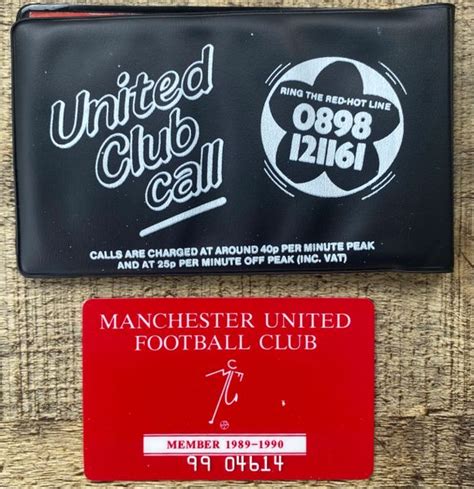 United
Club
call
RING THE RED-HOT LINE
0898
121161
CALLS ARE CHARGED AT AROUND 40p PER MINUTE PEAK
AND AT 25p PER MINUTE OFF PEAK (INC. VAT)
MANCHESTER UNITED
FOOTBALL CLUB
MEMBER 1989-1990
99 04614